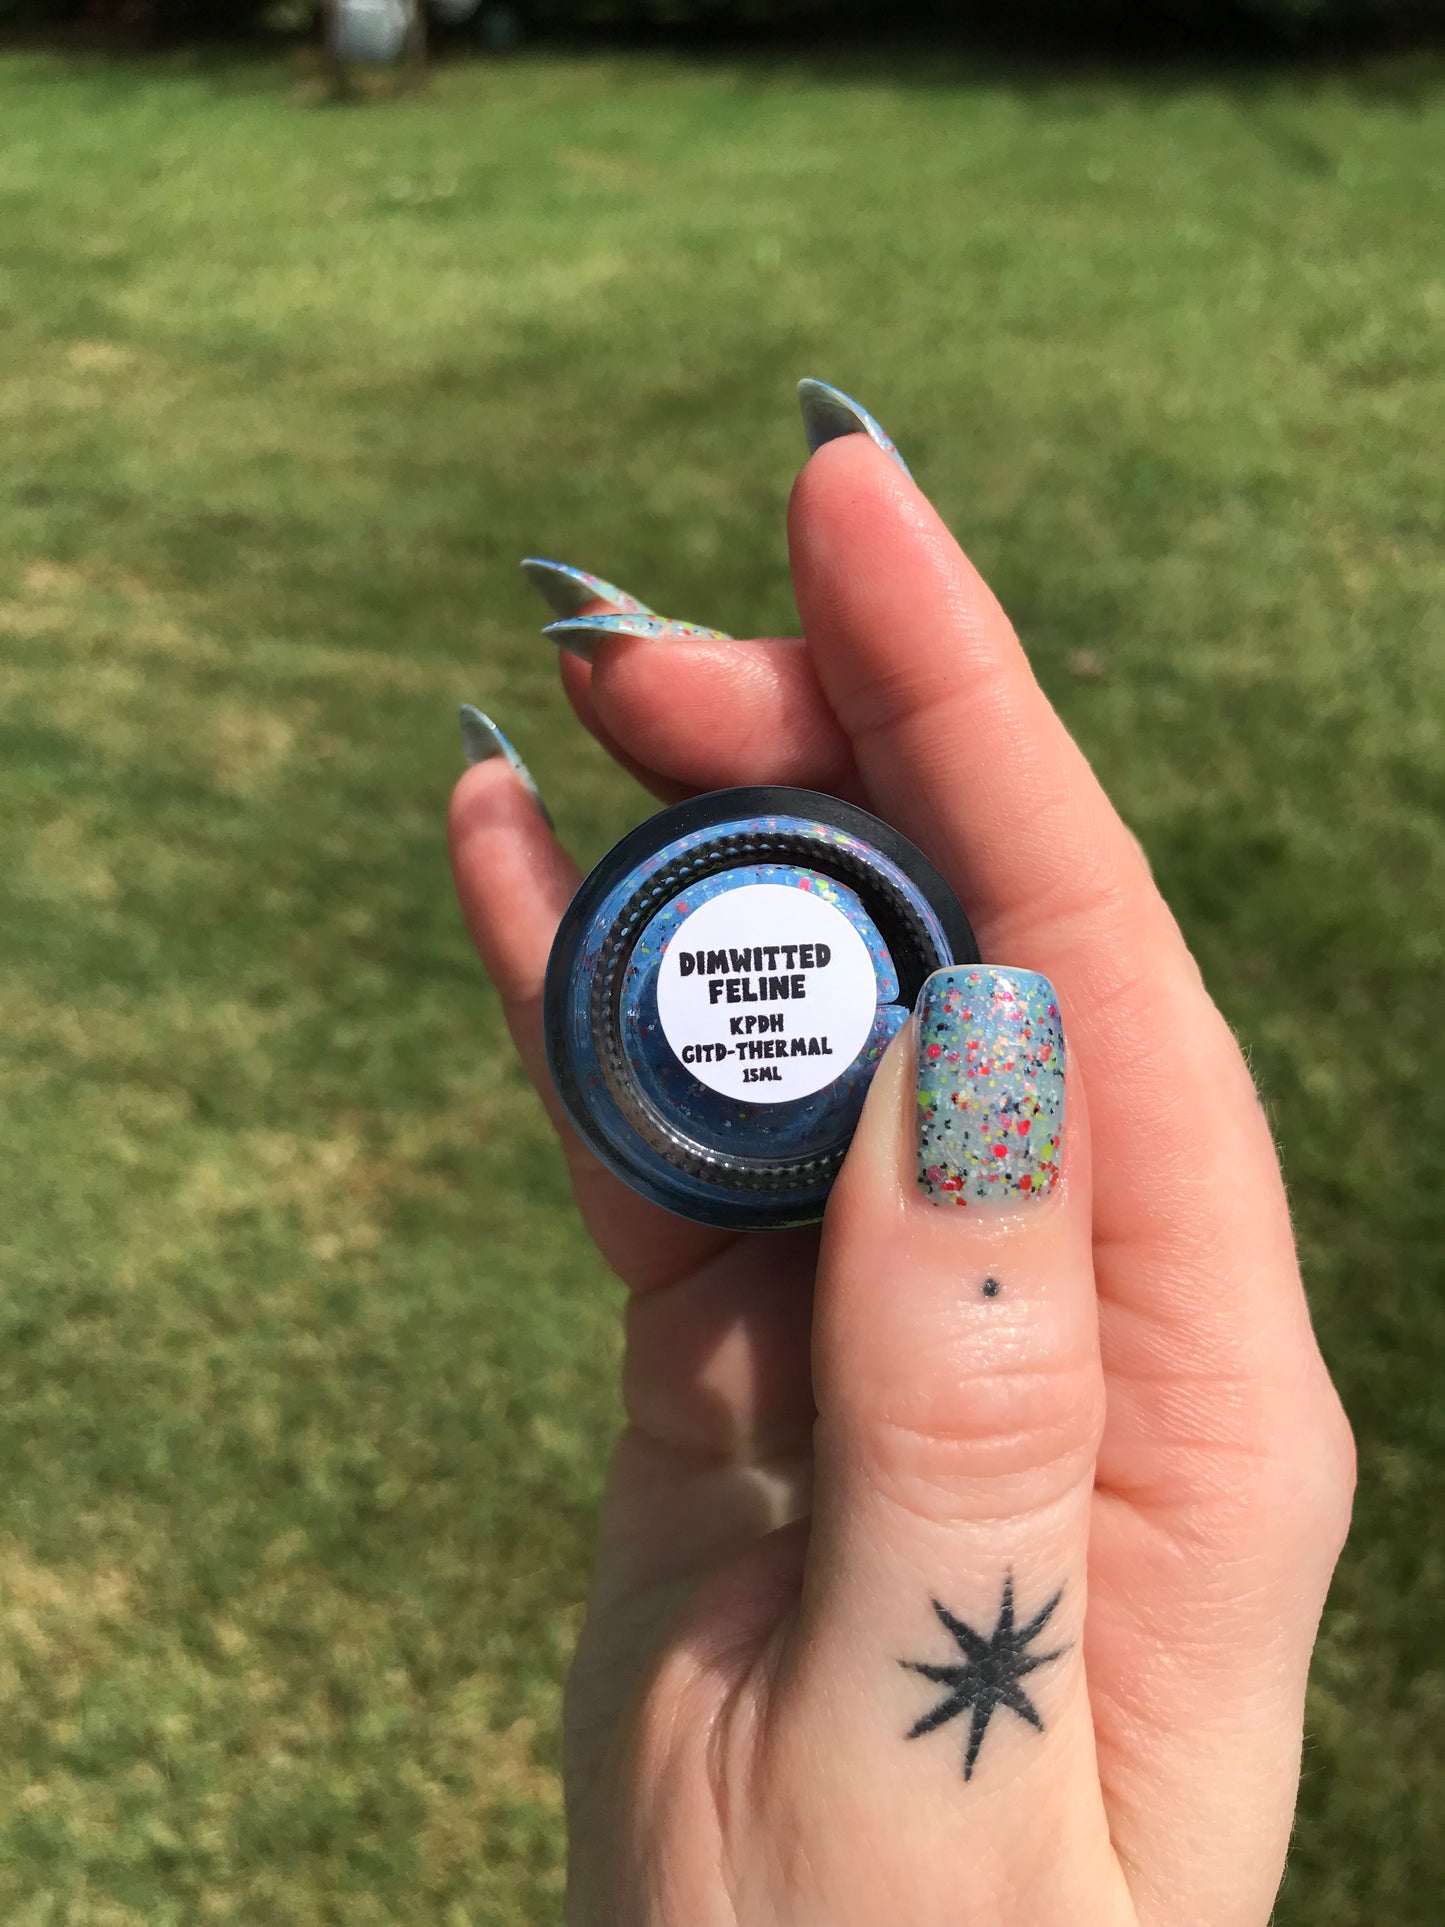 DIMWITTED
FELINE
KPDH
GITD-THERMAL
15ML